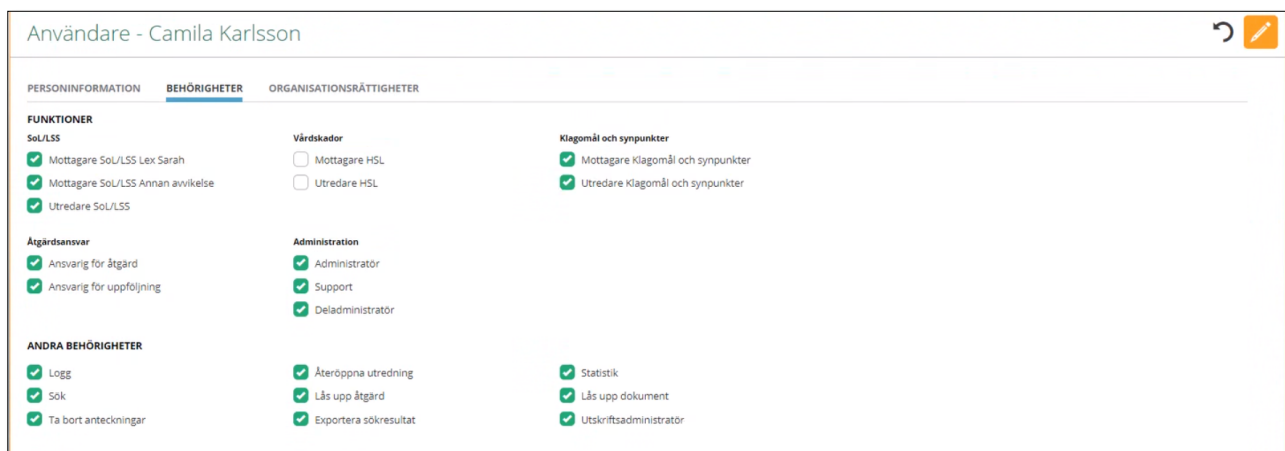 Användare - Camila Karlsson
PERSONINFORMATION BEHÖRIGHETER ORGANISATIONSRÄTTIGHETER
FUNKTIONER
SoL/LSS Vårdskador Klagomål och synpunkter
Mottagare SoL/LSS Lex Sarah Mottagare HSL Mottagare Klagomål och synpunkter
Mottagare SoL/LSS Annan avvikelse Utredare HSL Utredare Klagomål och synpunkter
Utredare SoL/LSS
Åtgärdsansvar Administration
Ansvarig för åtgärd Administratör
Ansvarig för uppföljning Support
Deladministratör
ANDRA BEHÖRIGHETER
Logg Återöppna utredning Statistik
Sök Lås upp åtgärd Lås upp dokument
Ta bort anteckningar Exportera sökresultat Utskriftsadministratör